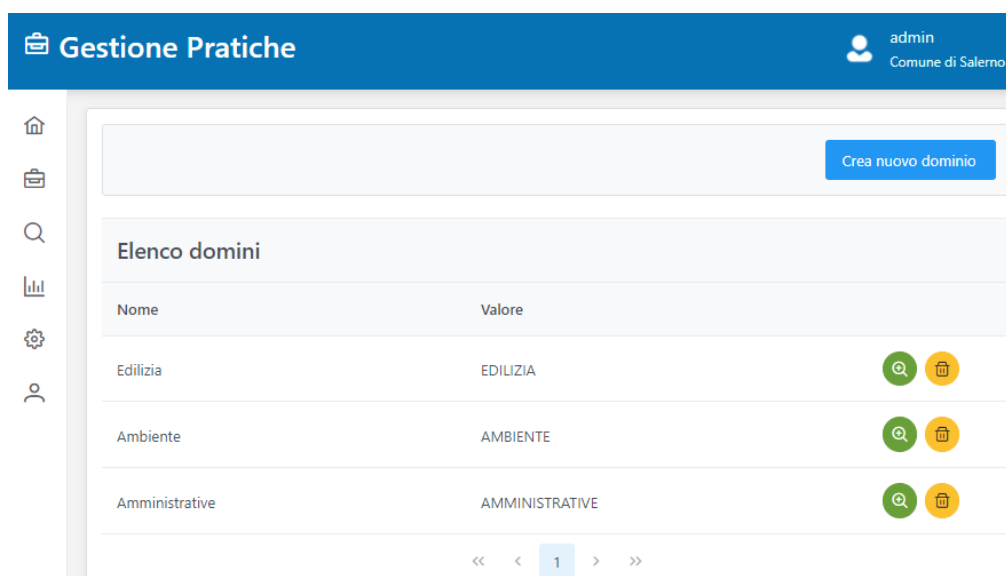 Gestione Pratiche
admin
Comune di Salerno
Crea nuovo dominio
Elenco domini
Nome Valore
Edilizia EDILIZIA
Ambiente AMBIENTE
Amministrative AMMINISTRATIVE
<< < 1 > >>